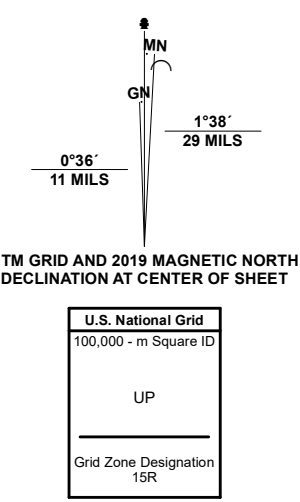 MN
GN
1°38´
29 MILS
0°36´
11 MILS
TM GRID AND 2019 MAGNETIC NORTH
DECLINATION AT CENTER OF SHEET
U.S. National Grid
100,000 - m Square ID
UP
Grid Zone Designation
15R